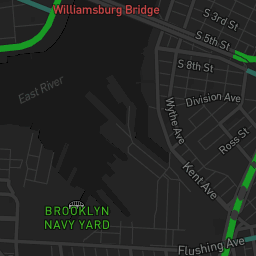 Williamsburg Bridge
S 3rd St
S 5th St
S 8th St
East River
Division Ave
Wythe Ave
Ross St
Kent Ave
BROOKLYN
NAVY YARD
Flushing Ave